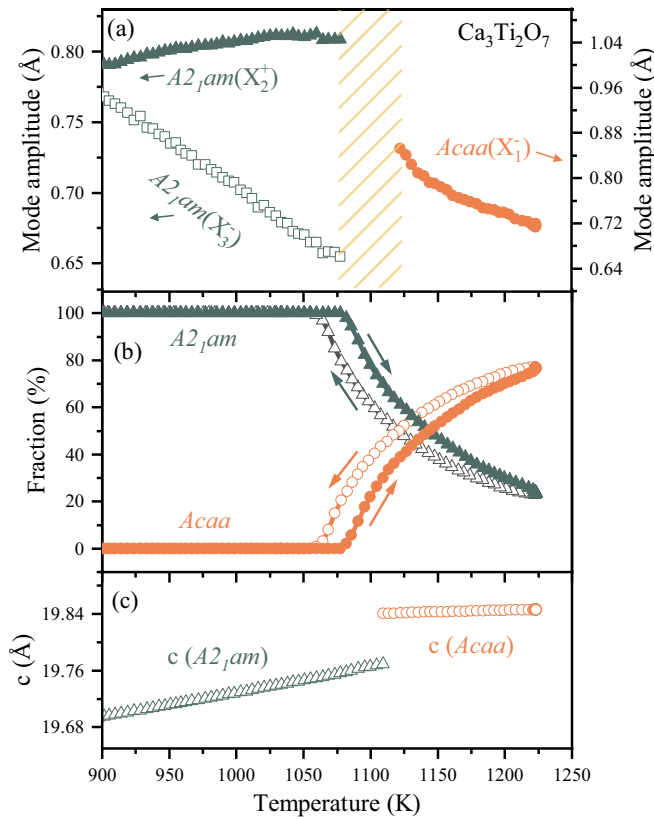 (a)
Ca₃Ti₂O₇
0.80
0.75
0.70
0.65
Mode amplitude (Å)
A2₁am(X₂⁺)
A2₁am(X₃⁻)
Acaa(X₁⁻)
1.04
0.96
0.88
0.80
0.72
0.64
Mode amplitude (Å)
(b)
100
80
60
40
20
0
Fraction (%)
A2₁am
Acaa
(c)
19.84
19.76
19.68
c (Å)
c (A2₁am)
c (Acaa)
900 950 1000 1050 1100 1150 1200 1250
Temperature (K)